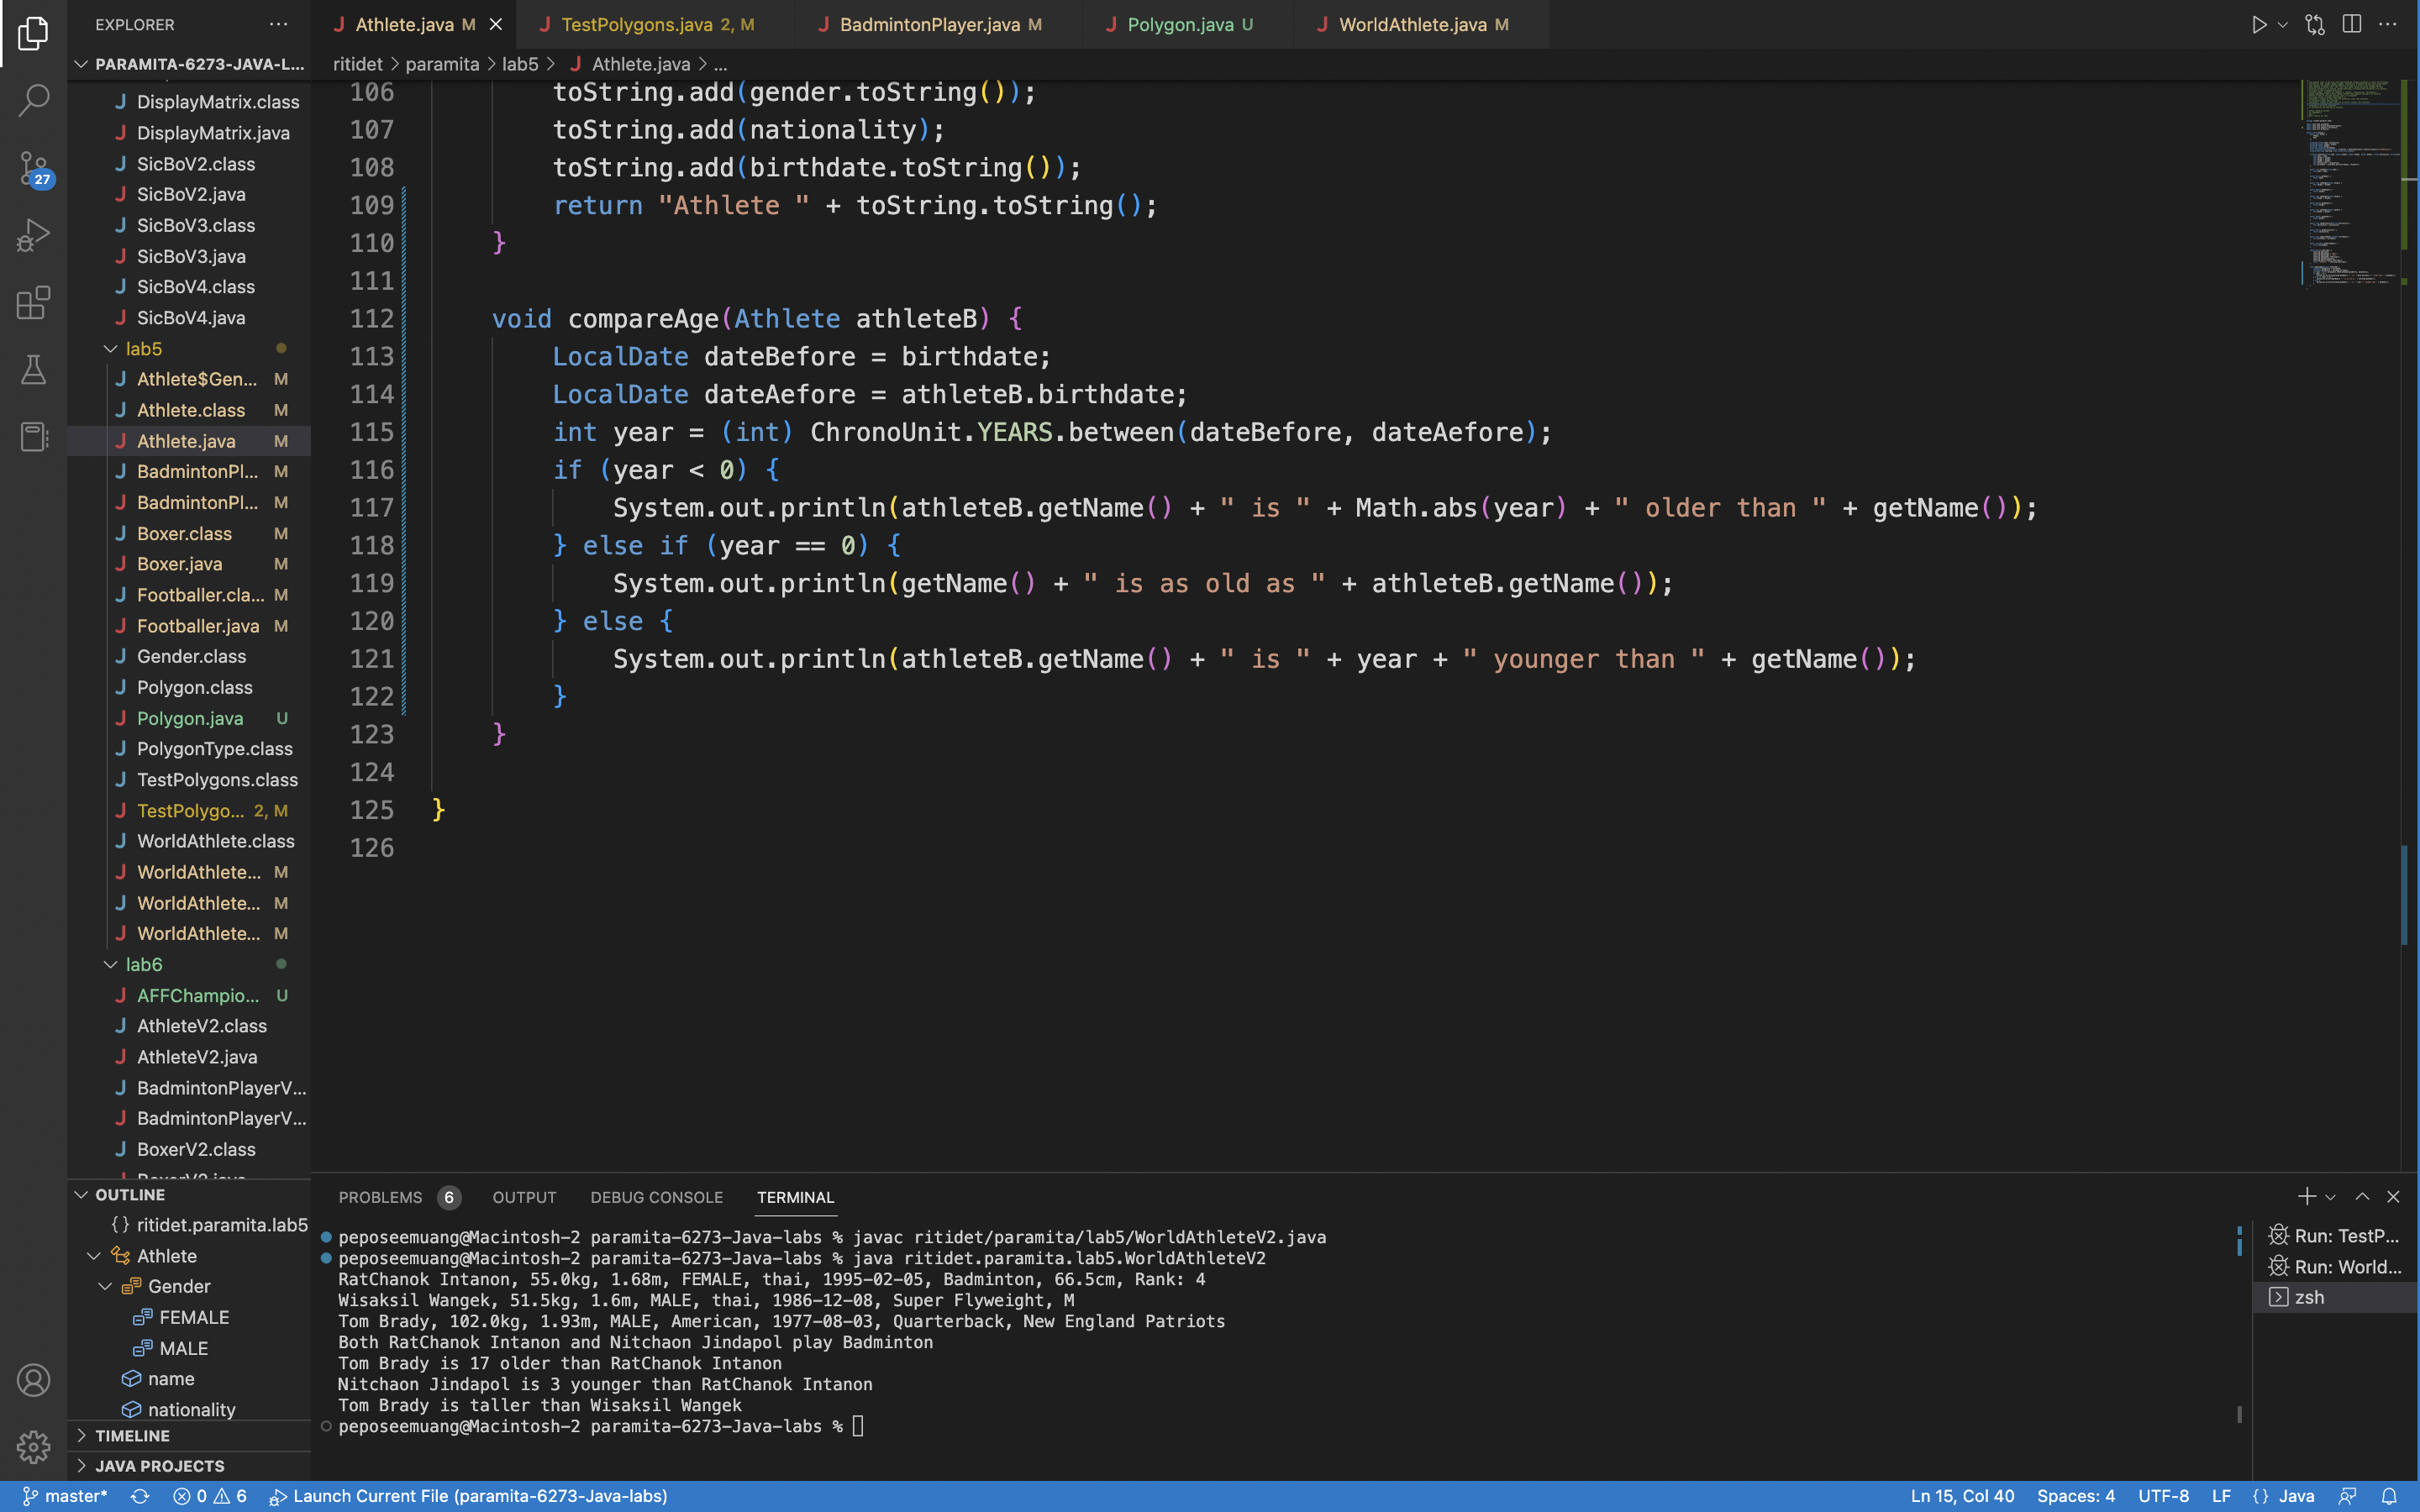 EXPLORER
PARAMITA-6273-JAVA-L...
DisplayMatrix.class
DisplayMatrix.java
SicBoV2.class
SicBoV2.java
SicBoV3.class
SicBoV3.java
SicBoV4.class
SicBoV4.java
lab5
Athlete$Gen... M
Athlete.class M
Athlete.java M
BadmintonPl... M
BadmintonPl... M
Boxer.class M
Boxer.java M
Footballer.cla... M
Footballer.java M
Gender.class
Polygon.class
Polygon.java U
PolygonType.class
TestPolygons.class
TestPolygo... 2, M
WorldAthlete.class
WorldAthlete... M
WorldAthlete... M
WorldAthlete... M
lab6
AFFChampio... U
AthleteV2.class
AthleteV2.java
BadmintonPlayerV...
BadmintonPlayerV...
BoxerV2.class
27
OUTLINE
{} ritidet.paramita.lab5
Athlete
Gender
FEMALE
MALE
name
nationality
TIMELINE
JAVA PROJECTS
Athlete.java M
TestPolygons.java 2, M
BadmintonPlayer.java M
Polygon.java U
WorldAthlete.java M
ritidet > paramita > lab5 > J Athlete.java > ...
106 toString.add(gender.toString());
107 toString.add(nationality);
108 toString.add(birthdate.toString());
109 return "Athlete " + toString.toString();
110 }
111
112 void compareAge(Athlete athleteB) {
113 LocalDate dateBefore = birthdate;
114 LocalDate dateAefore = athleteB.birthdate;
115 int year = (int) ChronoUnit.YEARS.between(dateBefore, dateAefore);
116 if (year < 0) {
117 System.out.println(athleteB.getName() + " is " + Math.abs(year) + " older than " + getName());
118 } else if (year == 0) {
119 System.out.println(getName() + " is as old as " + athleteB.getName());
120 } else {
121 System.out.println(athleteB.getName() + " is " + year + " younger than " + getName());
122 }
123 }
124
125 }
126
PROBLEMS 6 OUTPUT DEBUG CONSOLE TERMINAL
peposeemuang@Macintosh-2 paramita-6273-Java-labs % javac ritidet/paramita/lab5/WorldAthleteV2.java
peposeemuang@Macintosh-2 paramita-6273-Java-labs % java ritidet.paramita.lab5.WorldAthleteV2
RatChanok Intanon, 55.0kg, 1.68m, FEMALE, thai, 1995-02-05, Badminton, 66.5cm, Rank: 4
Wisaksil Wangek, 51.5kg, 1.6m, MALE, thai, 1986-12-08, Super Flyweight, M
Tom Brady, 102.0kg, 1.93m, MALE, American, 1977-08-03, Quarterback, New England Patriots
Both RatChanok Intanon and Nitchaon Jindapol play Badminton
Tom Brady is 17 older than RatChanok Intanon
Nitchaon Jindapol is 3 younger than RatChanok Intanon
Tom Brady is taller than Wisaksil Wangek
peposeemuang@Macintosh-2 paramita-6273-Java-labs %
Run: TestP...
Run: World...
zsh
master* 0 6 Launch Current File (paramita-6273-Java-labs)
Ln 15, Col 40 Spaces: 4 UTF-8 LF {} Java